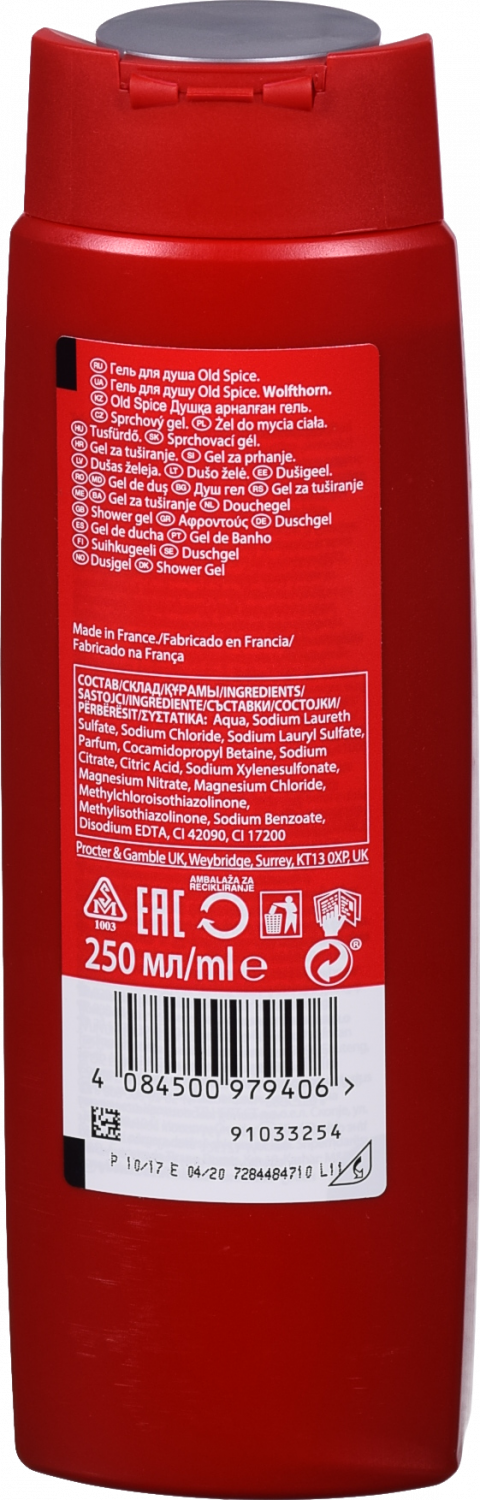 RU Гель для душа Old Spice.
UA Гель для душу Old Spice. Wolfthorn.
KZ Old Spice Душқа арналған гель.
CZ Sprchový gel. PL Żel do mycia ciała.
HU Tusfürdő. SK Sprchovací gél.
HR Gel za tuširanje. SI Gel za prhanje.
LV Dušas želeja. LT Dušo želė. EE Dušigeel.
RO MD Gel de duş BG Душ гел RS Gel za tuširanje
ME BA Gel za tuširanje NL Douchegel
GB Shower gel GR Αφροντούς DE Duschgel
ES Gel de ducha PT Gel de Banho
FI Suihkugeeli SE Duschgel
NO Dusjgel DK Shower Gel
Made in France./Fabricado en Francia/
Fabricado na França
СОСТАВ/СКЛАД/ҚҰРАМЫ/INGREDIENTS/
SASTOJCI/INGREDIENTE/СЪСТАВКИ/СОСТОЈКИ/
PËRBËRËSIT/ΣΥΣΤΑΤΙΚΑ: Aqua, Sodium Laureth
Sulfate, Sodium Chloride, Sodium Lauryl Sulfate,
Parfum, Cocamidopropyl Betaine, Sodium
Citrate, Citric Acid, Sodium Xylenesulfonate,
Magnesium Nitrate, Magnesium Chloride,
Methylchloroisothiazolinone,
Methylisothiazolinone, Sodium Benzoate,
Disodium EDTA, CI 42090, CI 17200
Procter & Gamble UK, Weybridge, Surrey, KT13 0XP, UK
AMBALAŽA ZA
RECIKLIRANJE
1003 EAC
250 мл/ml e ®
4 084500 979406 >
91033254
P 10/17 E 04/20 7284484710 L11